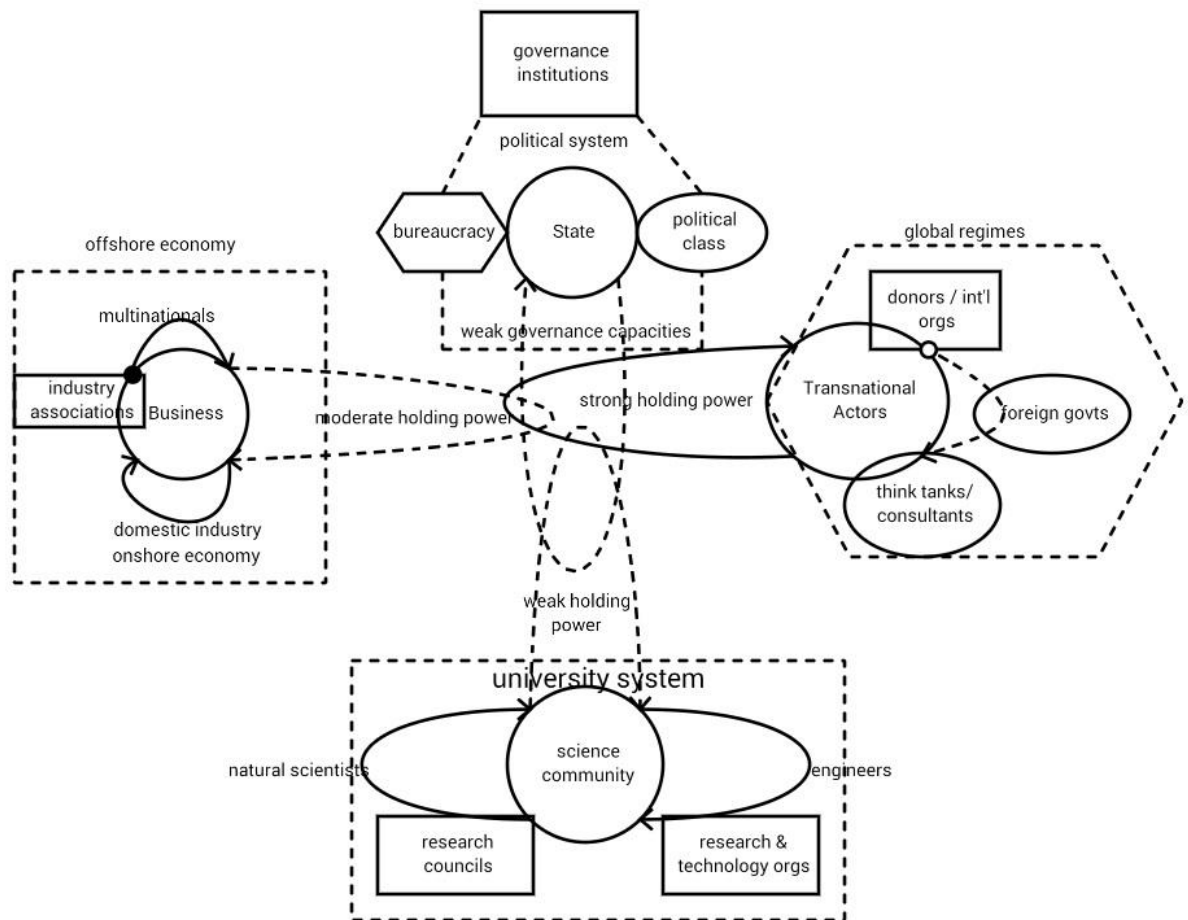 governance
institutions
political system
bureaucracy
State
political
class
weak governance capacities
offshore economy
multinationals
industry
associations
Business
domestic industry
onshore economy
moderate holding power
strong holding power
global regimes
donors / int'l
orgs
Transnational
Actors
foreign govts
think tanks/
consultants
weak holding
power
university system
science
community
natural scientists
engineers
research
councils
research &
technology orgs